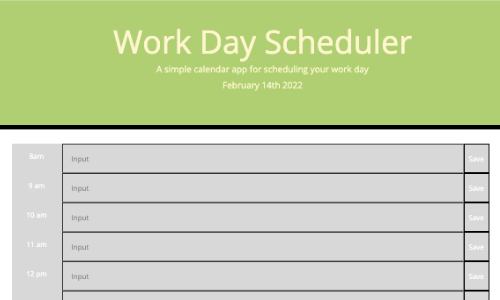 Work Day Scheduler
A simple calendar app for scheduling your work day
February 14th 2022
8am Input Save
9 am Input Save
10 am Input Save
11 am Input Save
12 pm Input Save